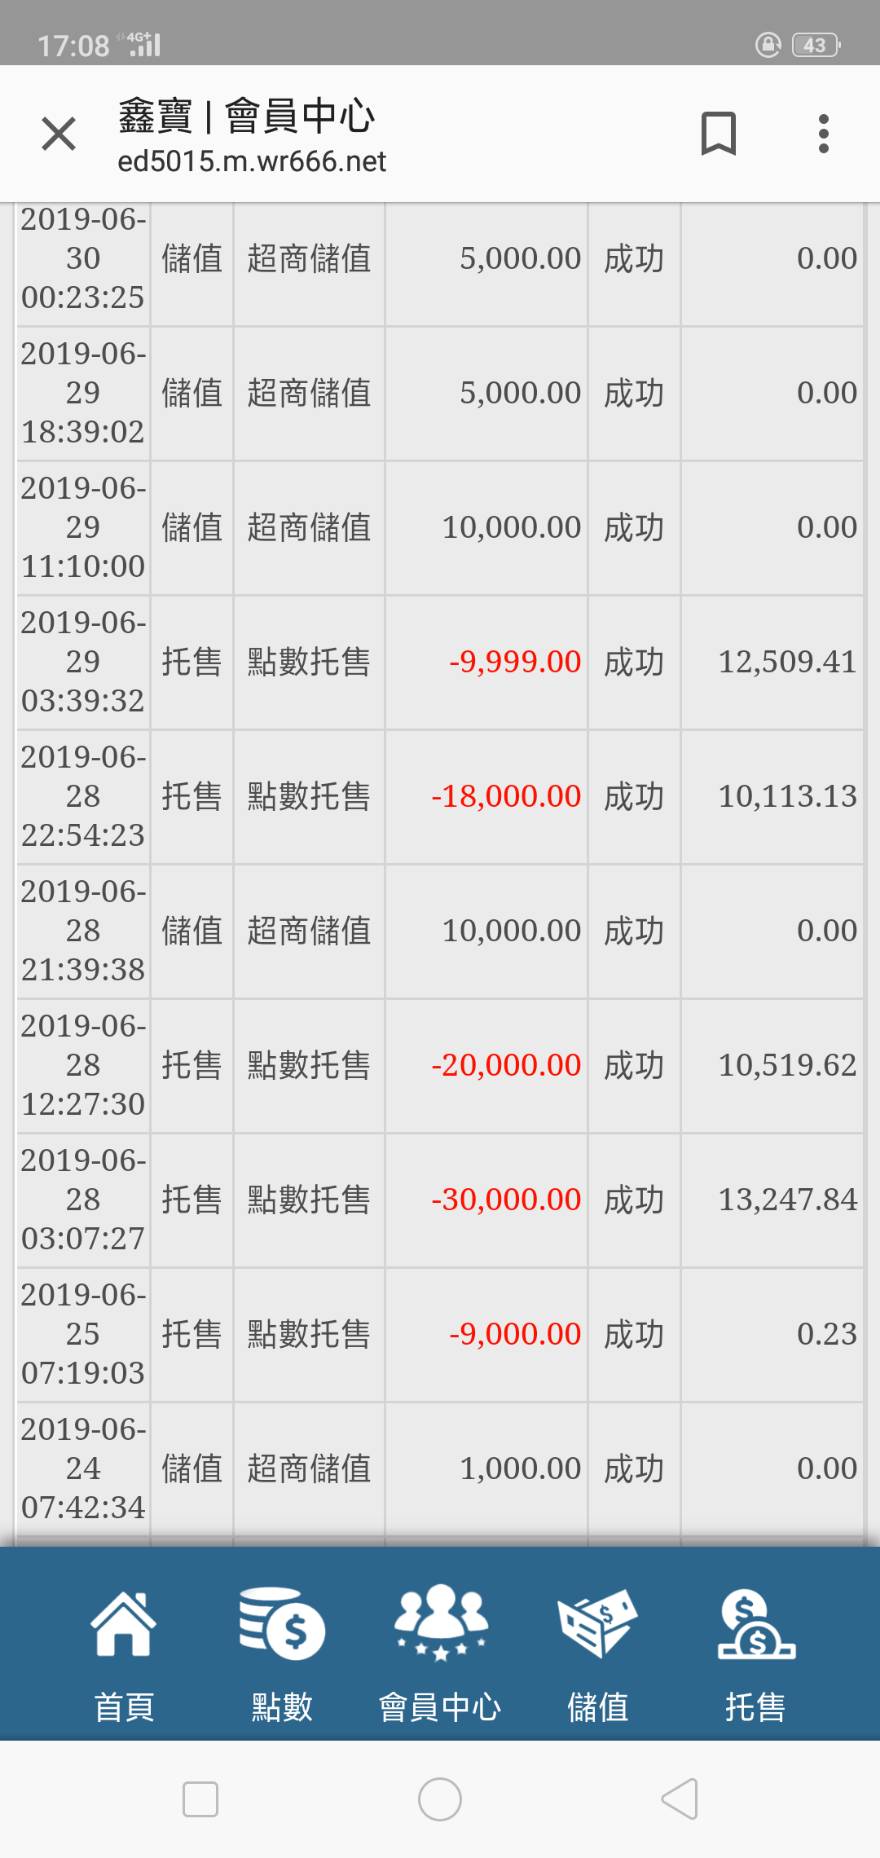 17:08 4G+ 43
鑫寶 | 會員中心
ed5015.m.wr666.net
2019-06-
30 儲值 超商儲值 5,000.00 成功 0.00
00:23:25
2019-06-
29 儲值 超商儲值 5,000.00 成功 0.00
18:39:02
2019-06-
29 儲值 超商儲值 10,000.00 成功 0.00
11:10:00
2019-06-
29 托售 點數托售 -9,999.00 成功 12,509.41
03:39:32
2019-06-
28 托售 點數托售 -18,000.00 成功 10,113.13
22:54:23
2019-06-
28 儲值 超商儲值 10,000.00 成功 0.00
21:39:38
2019-06-
28 托售 點數托售 -20,000.00 成功 10,519.62
12:27:30
2019-06-
28 托售 點數托售 -30,000.00 成功 13,247.84
03:07:27
2019-06-
25 托售 點數托售 -9,000.00 成功 0.23
07:19:03
2019-06-
24 儲值 超商儲值 1,000.00 成功 0.00
07:42:34
首頁 點數 會員中心 儲值 托售